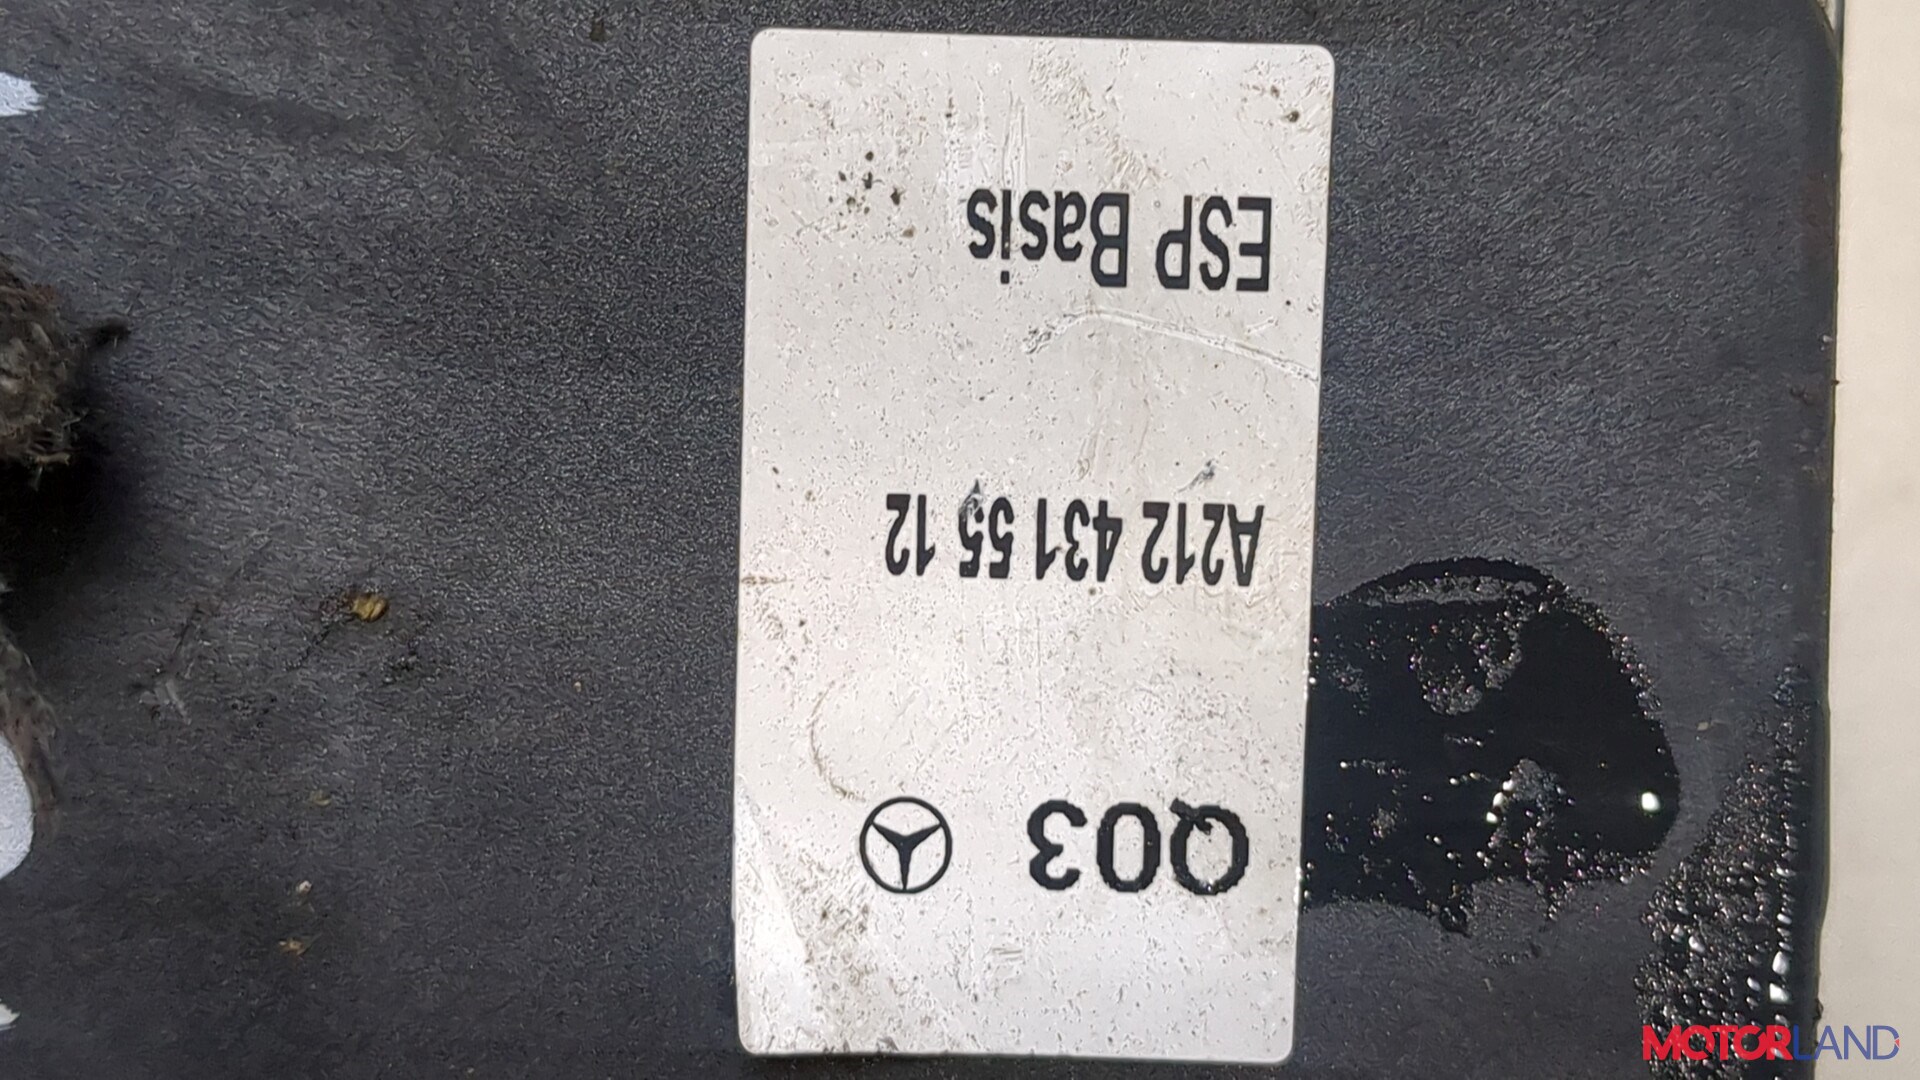 Q03
A212 431 55 12
ESP Basis
MOTORLAND